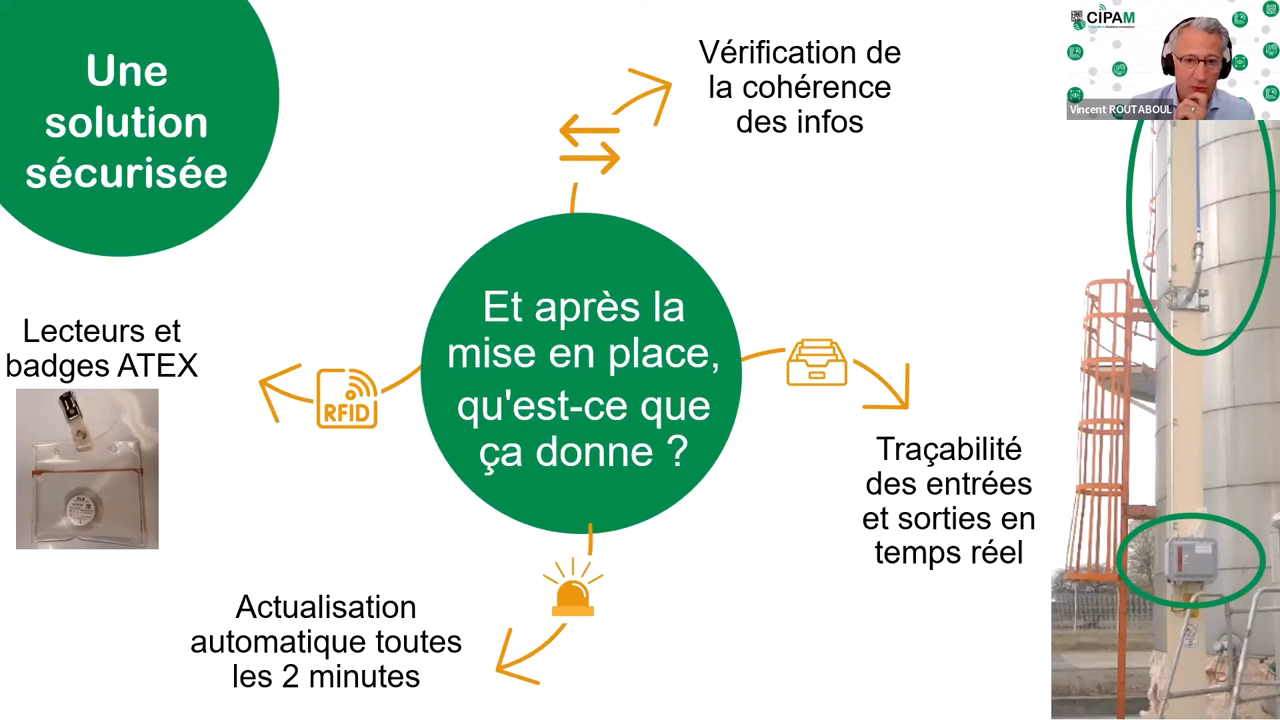 Une
solution
sécurisée
Vérification de
la cohérence
des infos
CIPAM
Vincent ROUTABOUL
Et après la
mise en place,
qu'est-ce que
ça donne ?
Lecteurs et
badges ATEX
RFID
ELA
Traçabilité
des entrées
et sorties en
temps réel
Actualisation
automatique toutes
les 2 minutes